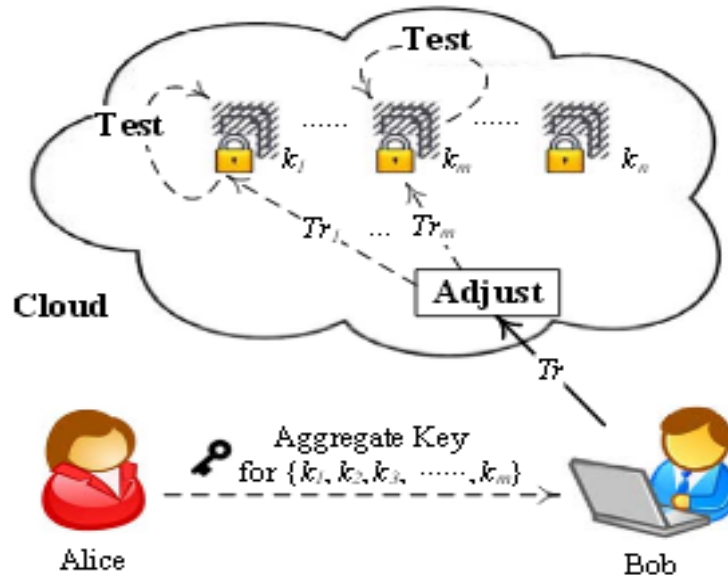 Test
Test
...... ......
k₁ kₘ kₙ
Tr₁ ... Trₘ
Cloud
Adjust
Tr
Aggregate Key
for {k₁, k₂, k₃, ······, kₘ}
Alice
Bob